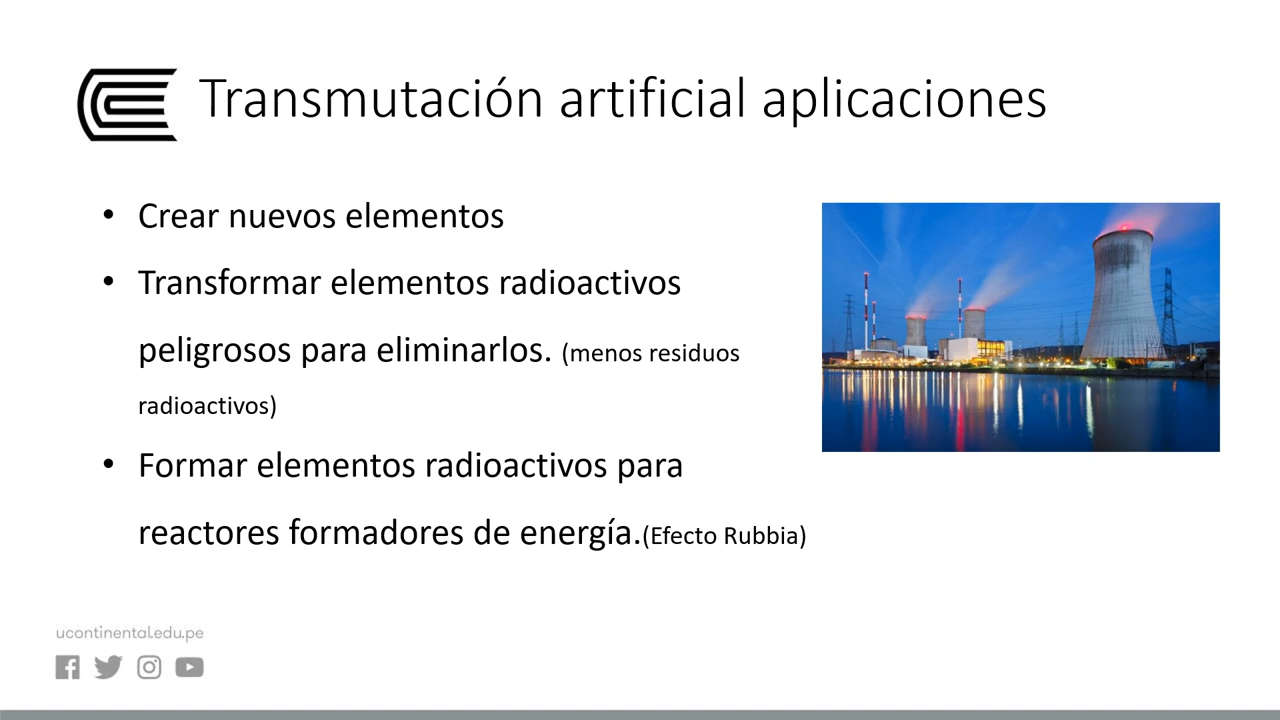 Transmutación artificial aplicaciones
• Crear nuevos elementos
• Transformar elementos radioactivos
peligrosos para eliminarlos. (menos residuos
radioactivos)
• Formar elementos radioactivos para
reactores formadores de energía.(Efecto Rubbia)
ucontinental.edu.pe